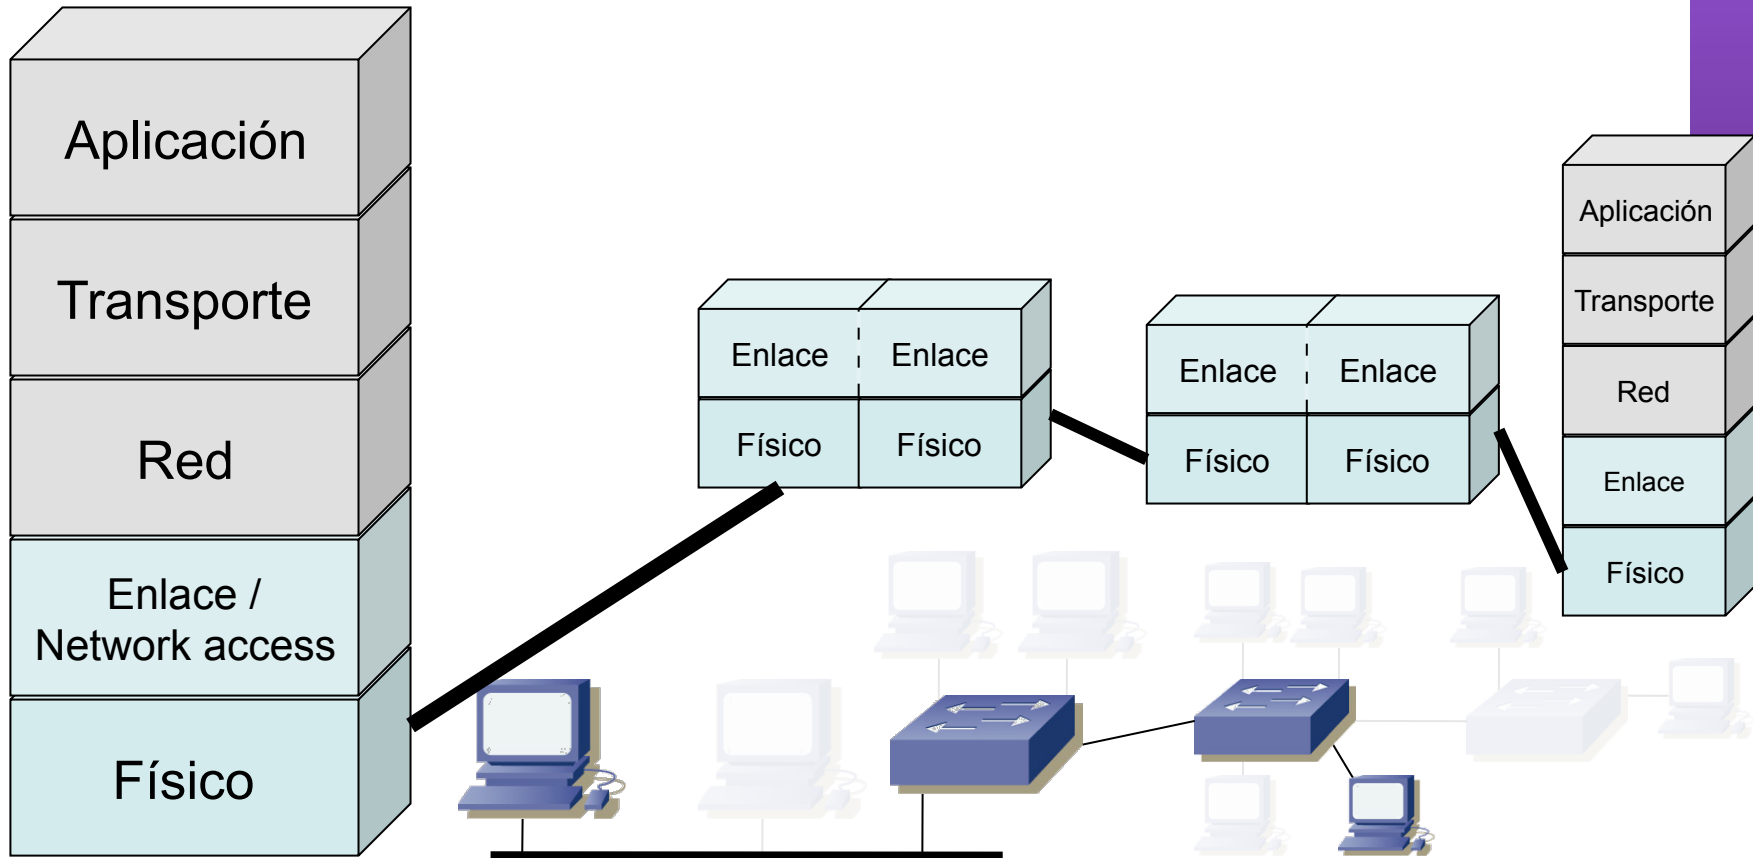 Aplicación
Transporte
Red
Enlace /
Network access
Físico
Enlace Enlace
Físico Físico
Enlace Enlace
Físico Físico
Aplicación
Transporte
Red
Enlace
Físico